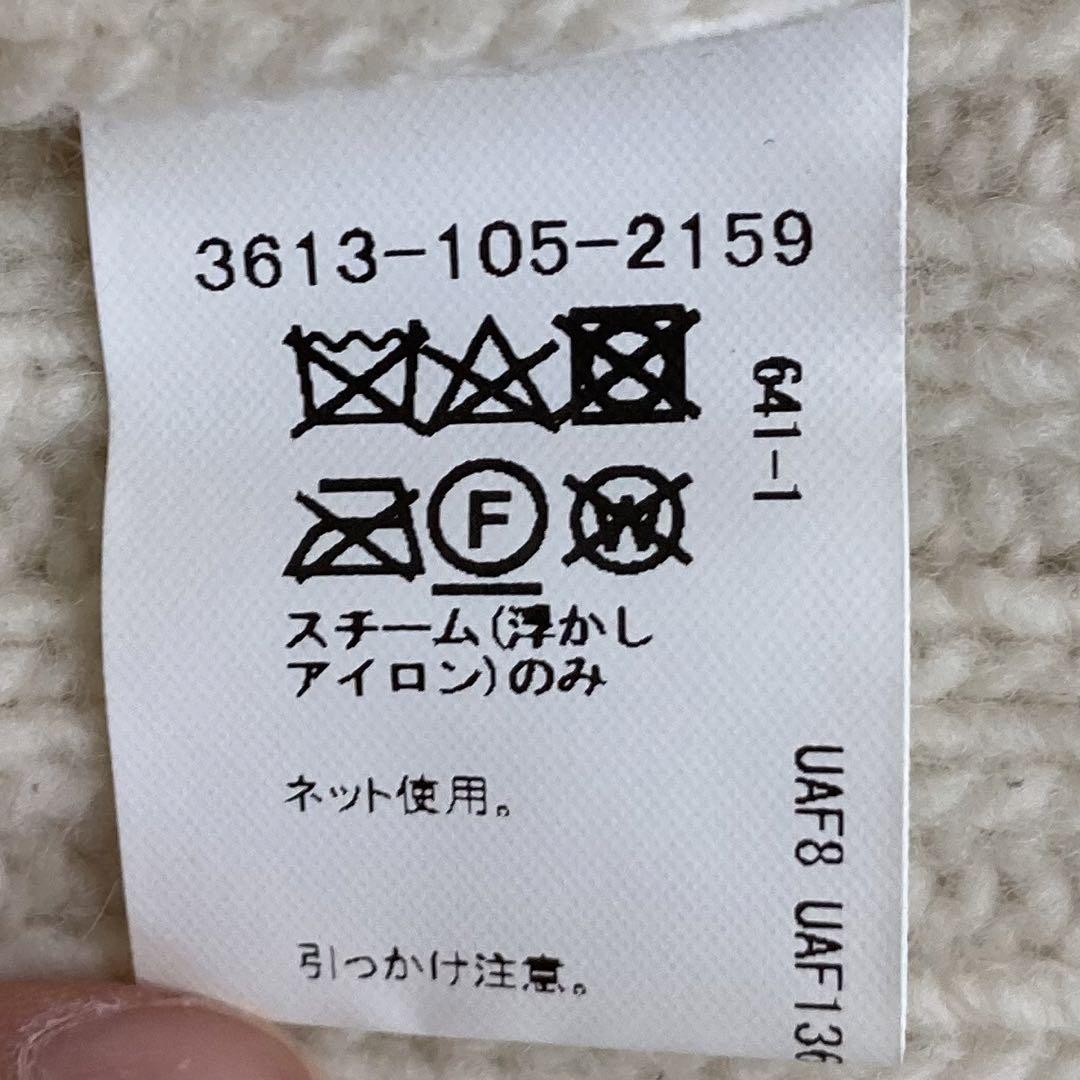 3613-105-2159
641-1
F
W
スチーム(浮かし
アイロン)のみ
ネット使用。
引つかけ注意。
UAF8 UAF136